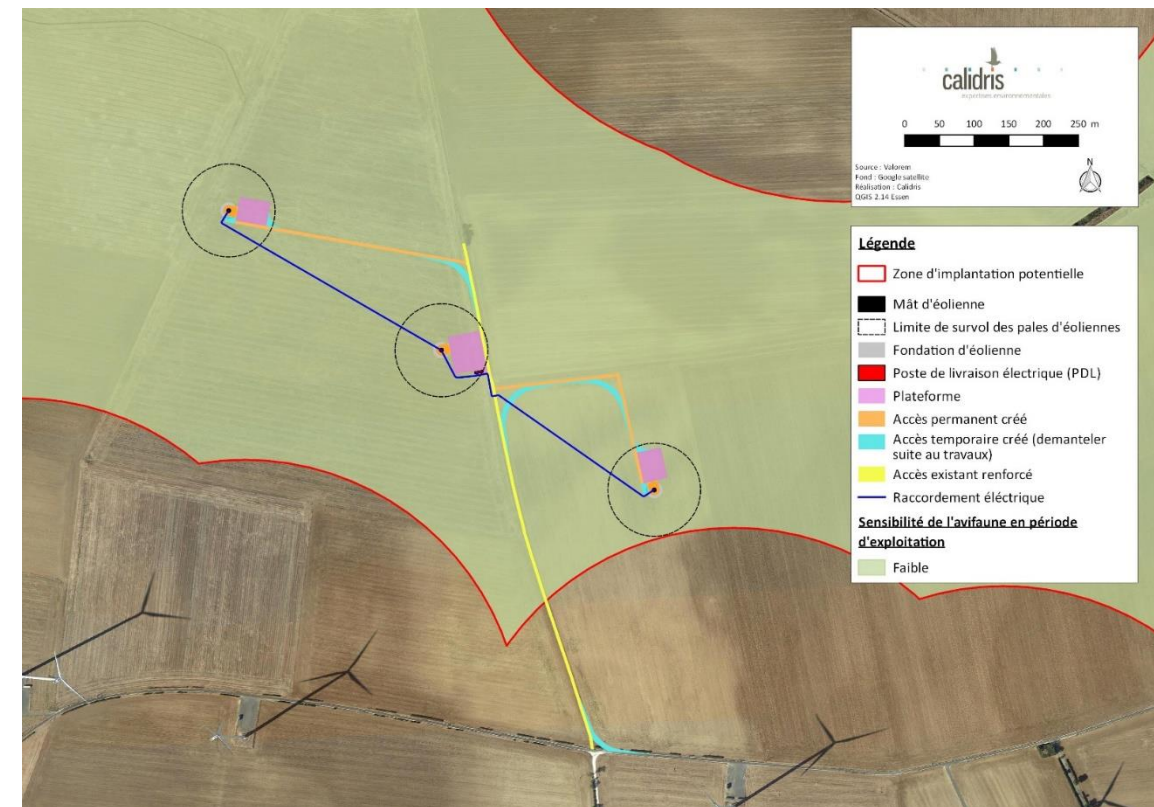 calidris
expertises environnementales
0 50 100 150 200 250 m
Source : Valorem
Fond : Google satellite
Réalisation : Calidris
QGIS 2.14 Essen
N
Légende
Zone d'implantation potentielle
Mât d'éolienne
Limite de survol des pales d'éoliennes
Fondation d'éolienne
Poste de livraison électrique (PDL)
Plateforme
Accès permanent créé
Accès temporaire créé (demanteler
suite au travaux)
Accès existant renforcé
Raccordement éléctrique
Sensibilité de l'avifaune en période
d'exploitation
Faible